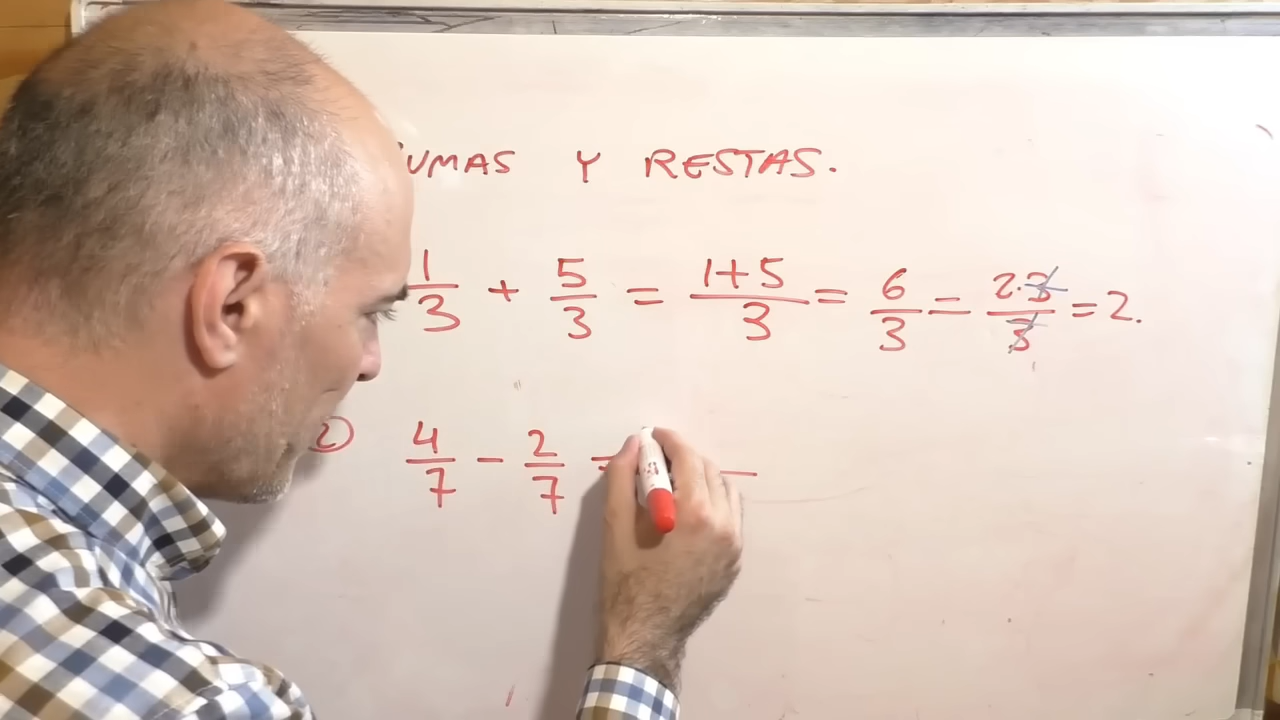 UMAS Y RESTAS.
1/3 + 5/3 = 1+5/3 = 6/3 = 2·3/3 = 2.
2) 4/7 - 2/7 =